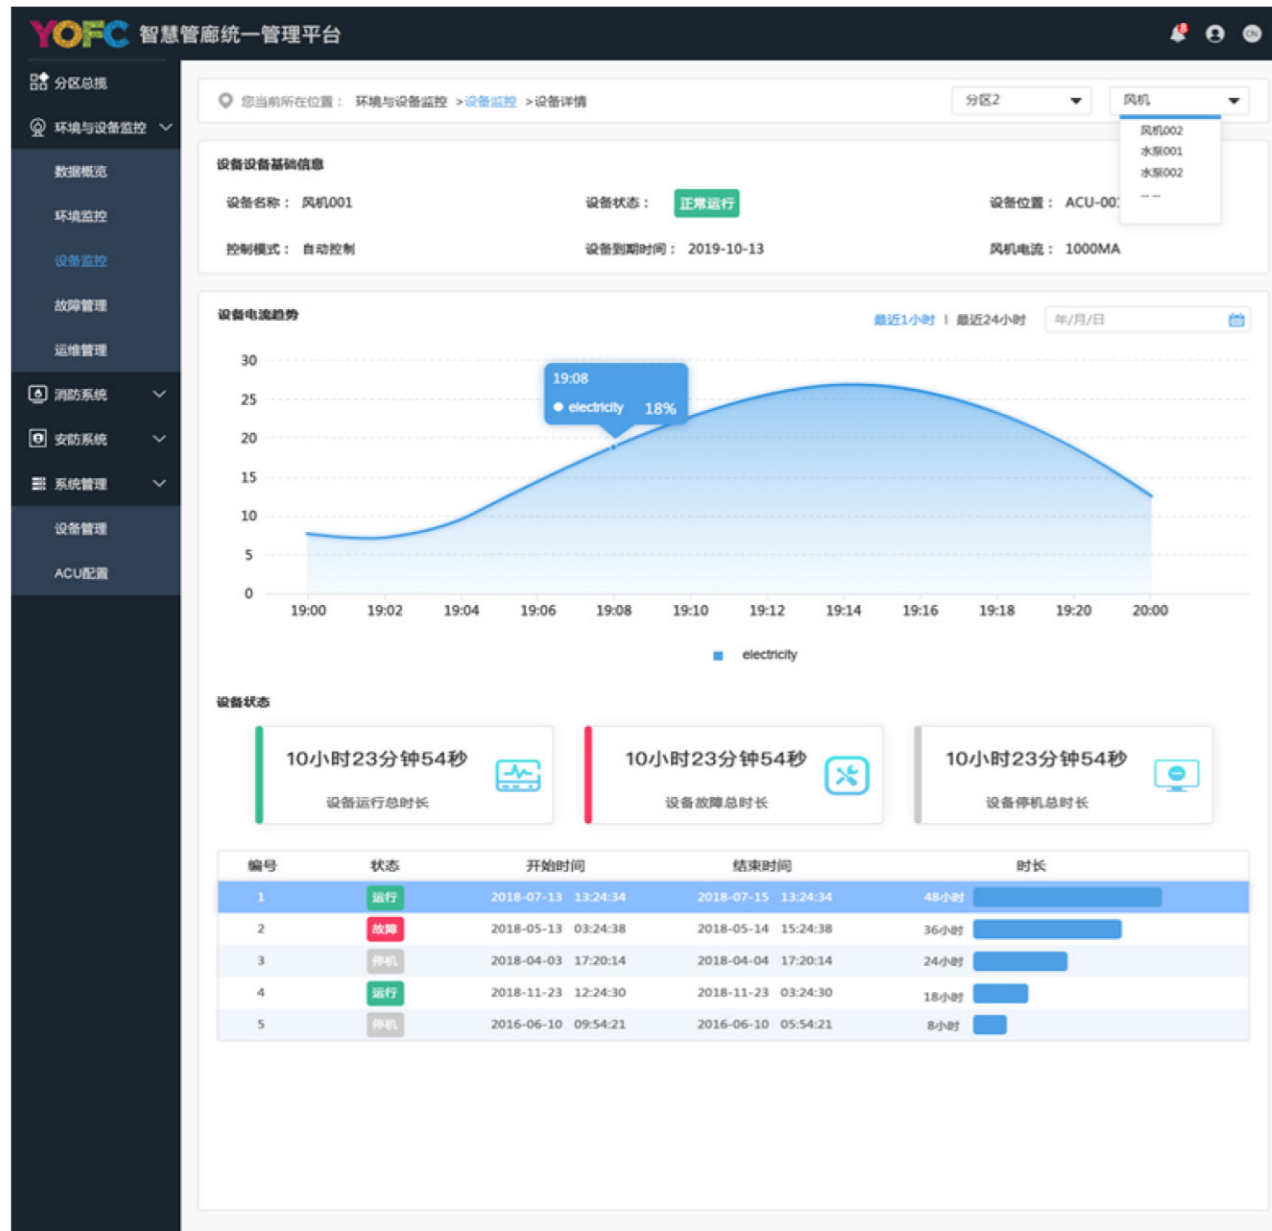 YOFC 智慧管廊统一管理平台
8
CN
分区总揽
您当前所在位置： 环境与设备监控 >设备监控 >设备详情
分区2
风机
环境与设备监控
风机002
水泵001
水泵002
-- --
数据概览
环境监控
设备监控
故障管理
运维管理
消防系统
安防系统
系统管理
设备管理
ACU配置
设备设备基础信息
设备名称： 风机001
设备状态： 正常运行
设备位置： ACU-00
控制模式： 自动控制
设备到期时间： 2019-10-13
风机电流： 1000MA
设备电流趋势
最近1小时 | 最近24小时
年/月/日
30
25
20
15
10
5
0
19:08
electricity 18%
19:00 19:02 19:04 19:06 19:08 19:10 19:12 19:14 19:16 19:18 19:20 20:00
electricity
设备状态
10小时23分钟54秒
设备运行总时长
10小时23分钟54秒
设备故障总时长
10小时23分钟54秒
设备停机总时长
编号 状态 开始时间 结束时间 时长
1 运行 2018-07-13 13:24:34 2018-07-15 13:24:34 48小时
2 故障 2018-05-13 03:24:38 2018-05-14 15:24:38 36小时
3 停机 2018-04-03 17:20:14 2018-04-04 17:20:14 24小时
4 运行 2018-11-23 12:24:30 2018-11-23 03:24:30 18小时
5 停机 2016-06-10 09:54:21 2016-06-10 05:54:21 8小时